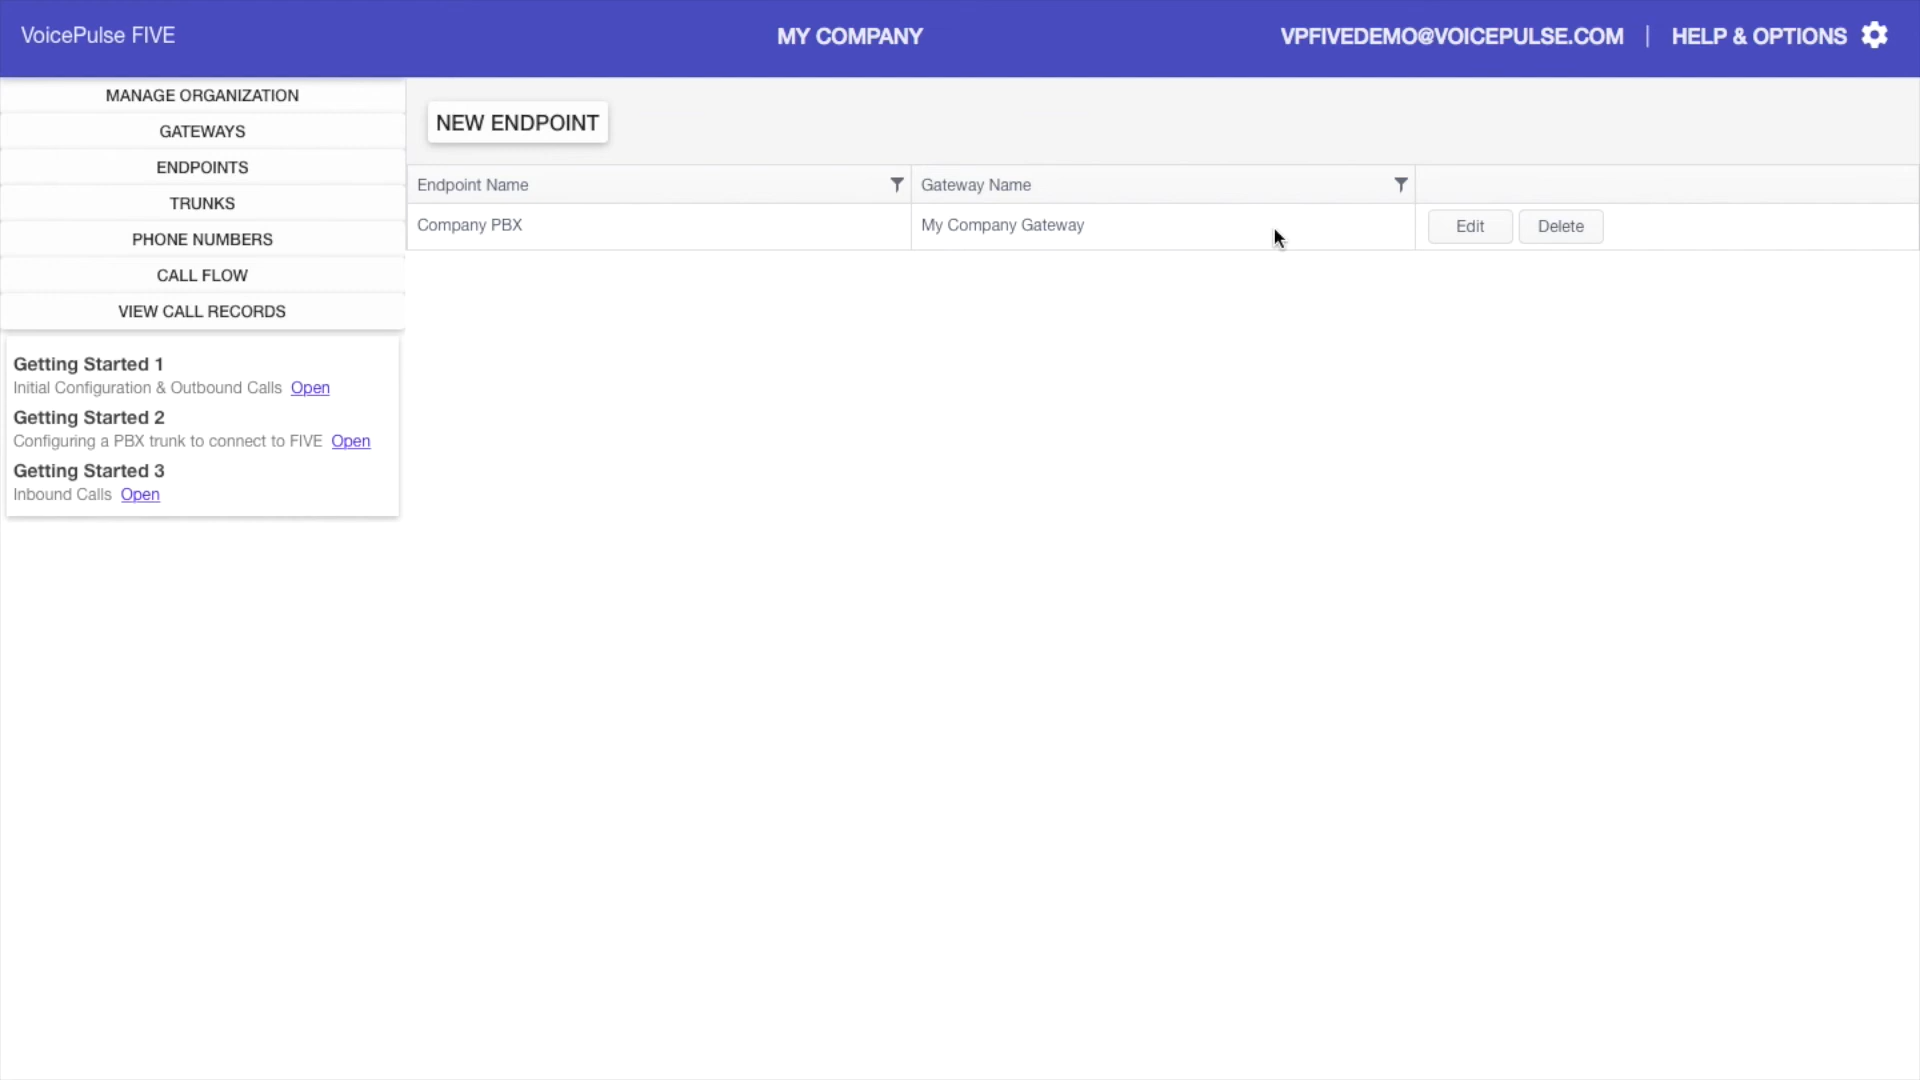 VoicePulse FIVE
MY COMPANY
VPFIVEDEMO@VOICEPULSE.COM | HELP & OPTIONS
MANAGE ORGANIZATION
GATEWAYS
ENDPOINTS
TRUNKS
PHONE NUMBERS
CALL FLOW
VIEW CALL RECORDS
Getting Started 1
Initial Configuration & Outbound Calls Open
Getting Started 2
Configuring a PBX trunk to connect to FIVE Open
Getting Started 3
Inbound Calls Open
NEW ENDPOINT
Endpoint Name Gateway Name
Company PBX My Company Gateway Edit Delete